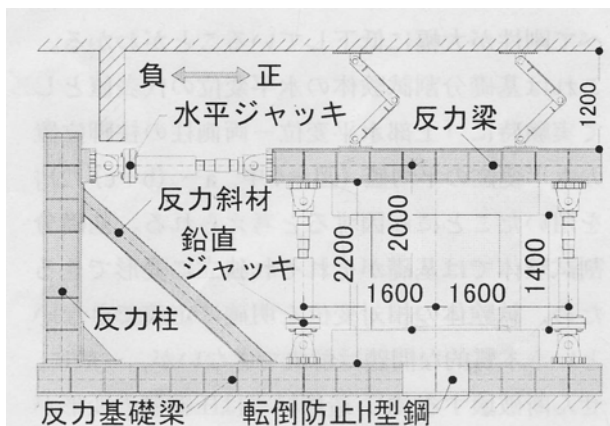 負 正
水平ジャッキ
反力梁
1200
反力斜材
鉛直
ジャッキ
2200
2000
1400
1600 1600
反力柱
反力基礎梁
転倒防止H型鋼